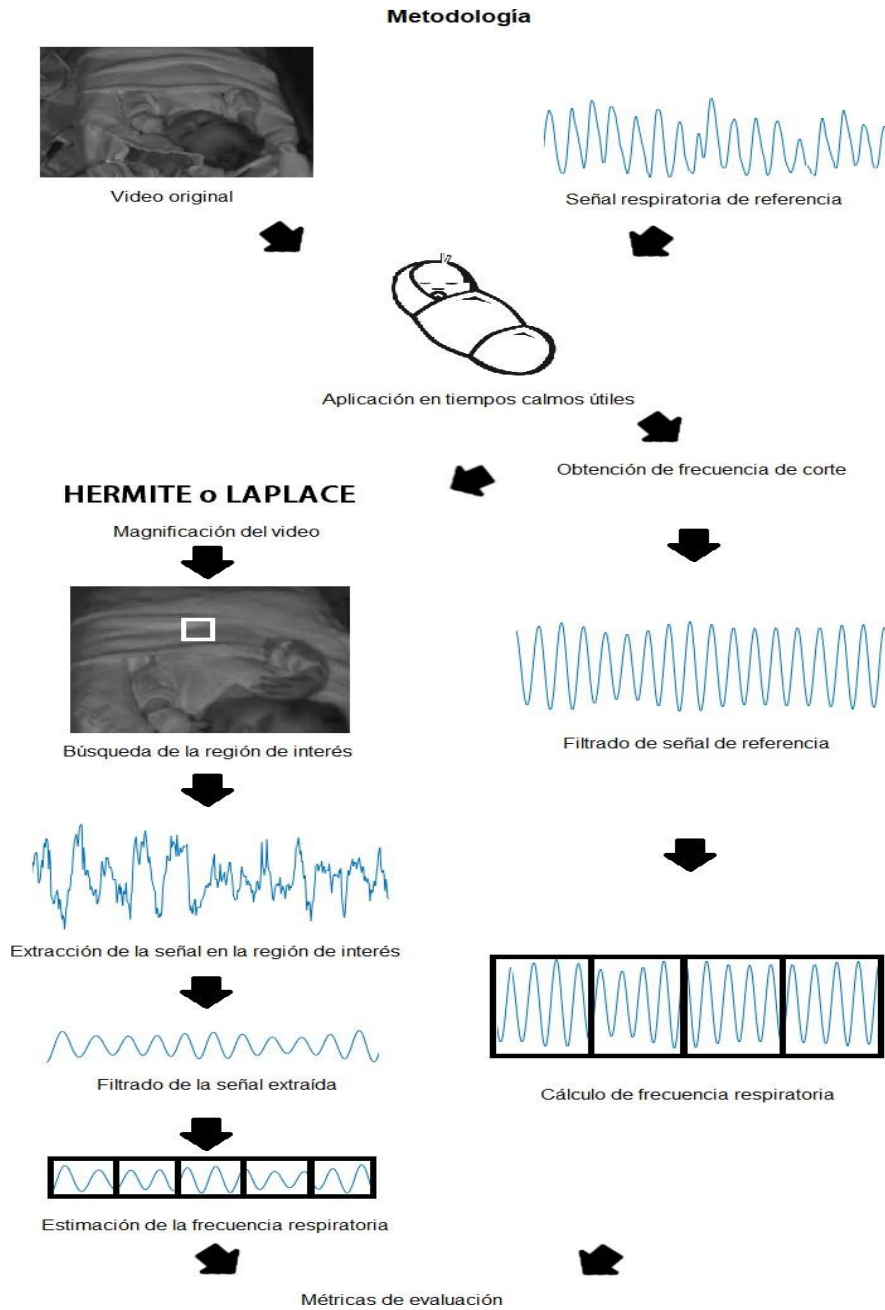 Metodología
Video original
Señal respiratoria de referencia
Aplicación en tiempos calmos útiles
Obtención de frecuencia de corte
HERMITE o LAPLACE
Magnificación del video
Búsqueda de la región de interés
Filtrado de señal de referencia
Extracción de la señal en la región de interés
Filtrado de la señal extraída
Cálculo de frecuencia respiratoria
Estimación de la frecuencia respiratoria
Métricas de evaluación